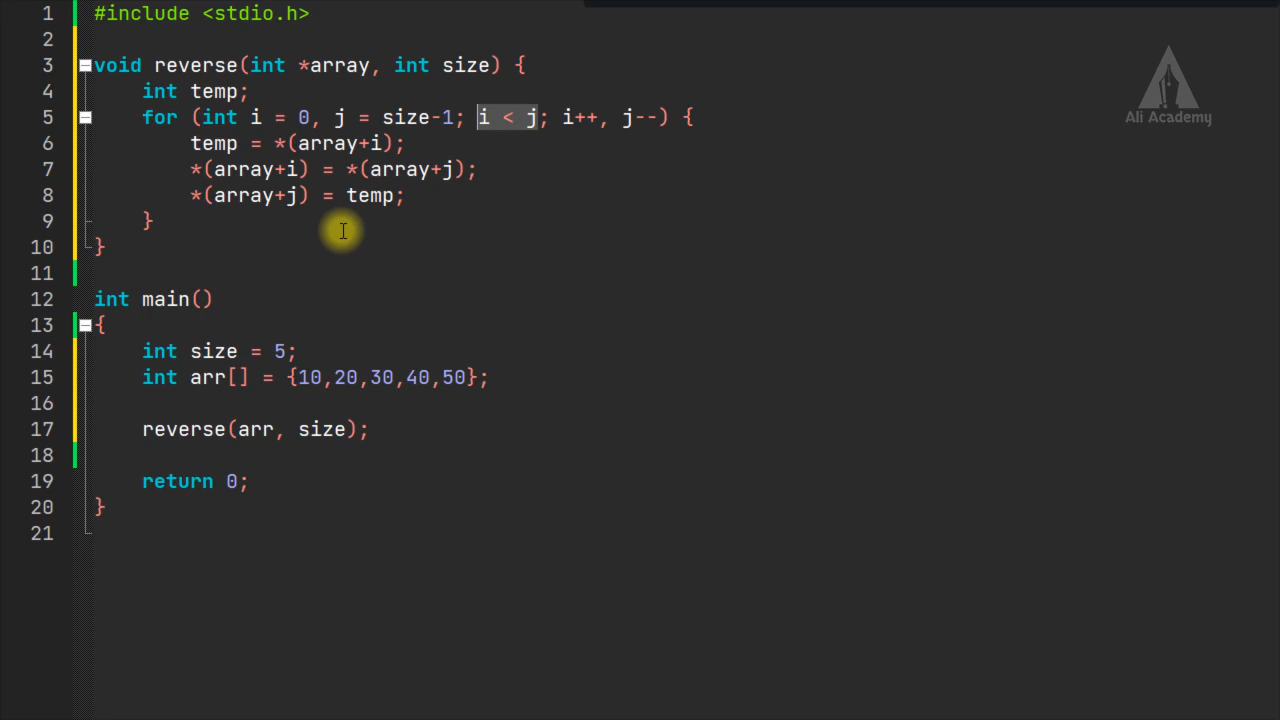 1 #include <stdio.h>
2
3 void reverse(int *array, int size) {
4 int temp;
5 for (int i = 0, j = size-1; i < j; i++, j--) {
6 temp = *(array+i);
7 *(array+i) = *(array+j);
8 *(array+j) = temp;
9 }
10 }
11
12 int main()
13 {
14 int size = 5;
15 int arr[] = {10,20,30,40,50};
16
17 reverse(arr, size);
18
19 return 0;
20 }
21
Ali Academy